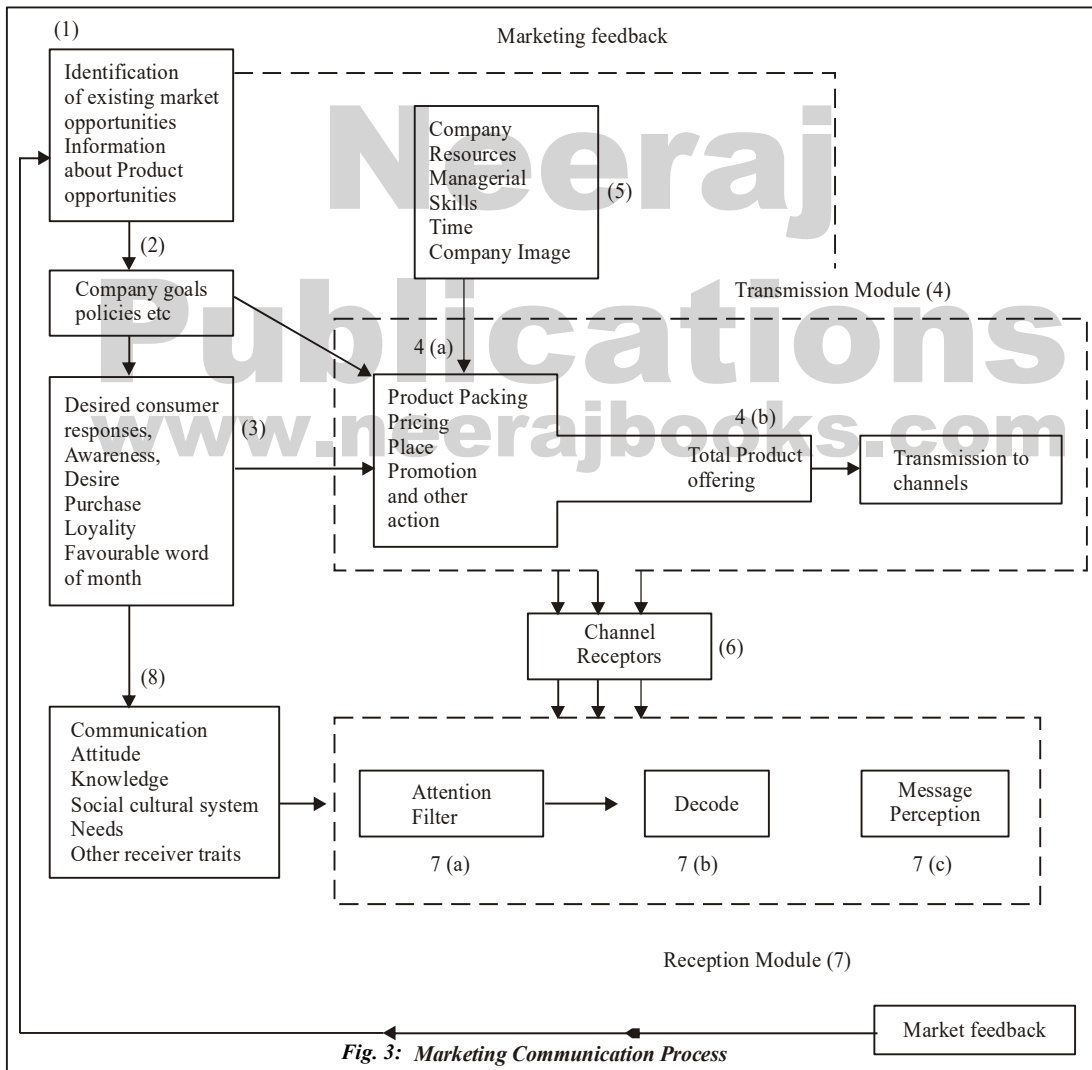 (1)
Marketing feedback
Identification
of existing market
opportunities
Information
about Product
opportunities
Company
Resources
Managerial
Skills
Time
Company Image
(5)
(2)
Company goals
policies etc
Transmission Module (4)
4 (a)
Desired consumer
responses,
Awareness,
Desire
Purchase
Loyality
Favourable word
of month
(3)
Product Packing
Pricing
Place
Promotion
and other
action
4 (b)
Total Product
offering
Transmission to
channels
Channel
Receptors
(6)
(8)
Communication
Attitude
Knowledge
Social cultural system
Needs
Other receiver traits
Attention
Filter
Decode
Message
Perception
7 (a)
7 (b)
7 (c)
Reception Module (7)
Market feedback
Fig. 3: Marketing Communication Process
Neeraj
Publications
www.neerajbooks.com